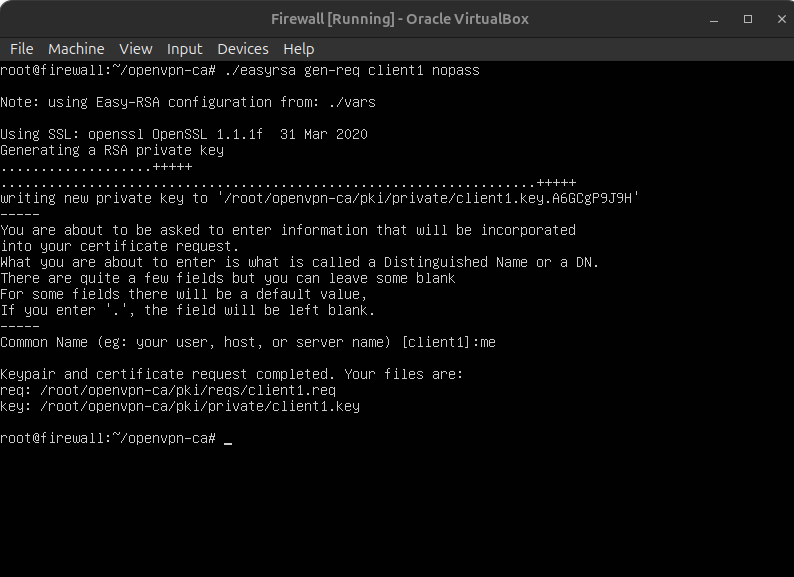 Firewall [Running] - Oracle VirtualBox
File Machine View Input Devices Help
root@firewall:~/openvpn-ca# ./easyrsa gen-req client1 nopass
Note: using Easy-RSA configuration from: ./vars
Using SSL: openssl OpenSSL 1.1.1f  31 Mar 2020
Generating a RSA private key
...................+++++
...................................................................+++++
writing new private key to '/root/openvpn-ca/pki/private/client1.key.A6GCgP9J9H'
-----
You are about to be asked to enter information that will be incorporated
into your certificate request.
What you are about to enter is what is called a Distinguished Name or a DN.
There are quite a few fields but you can leave some blank
For some fields there will be a default value,
If you enter '.', the field will be left blank.
-----
Common Name (eg: your user, host, or server name) [client1]:me
Keypair and certificate request completed. Your files are:
req: /root/openvpn-ca/pki/reqs/client1.req
key: /root/openvpn-ca/pki/private/client1.key
root@firewall:~/openvpn-ca# _